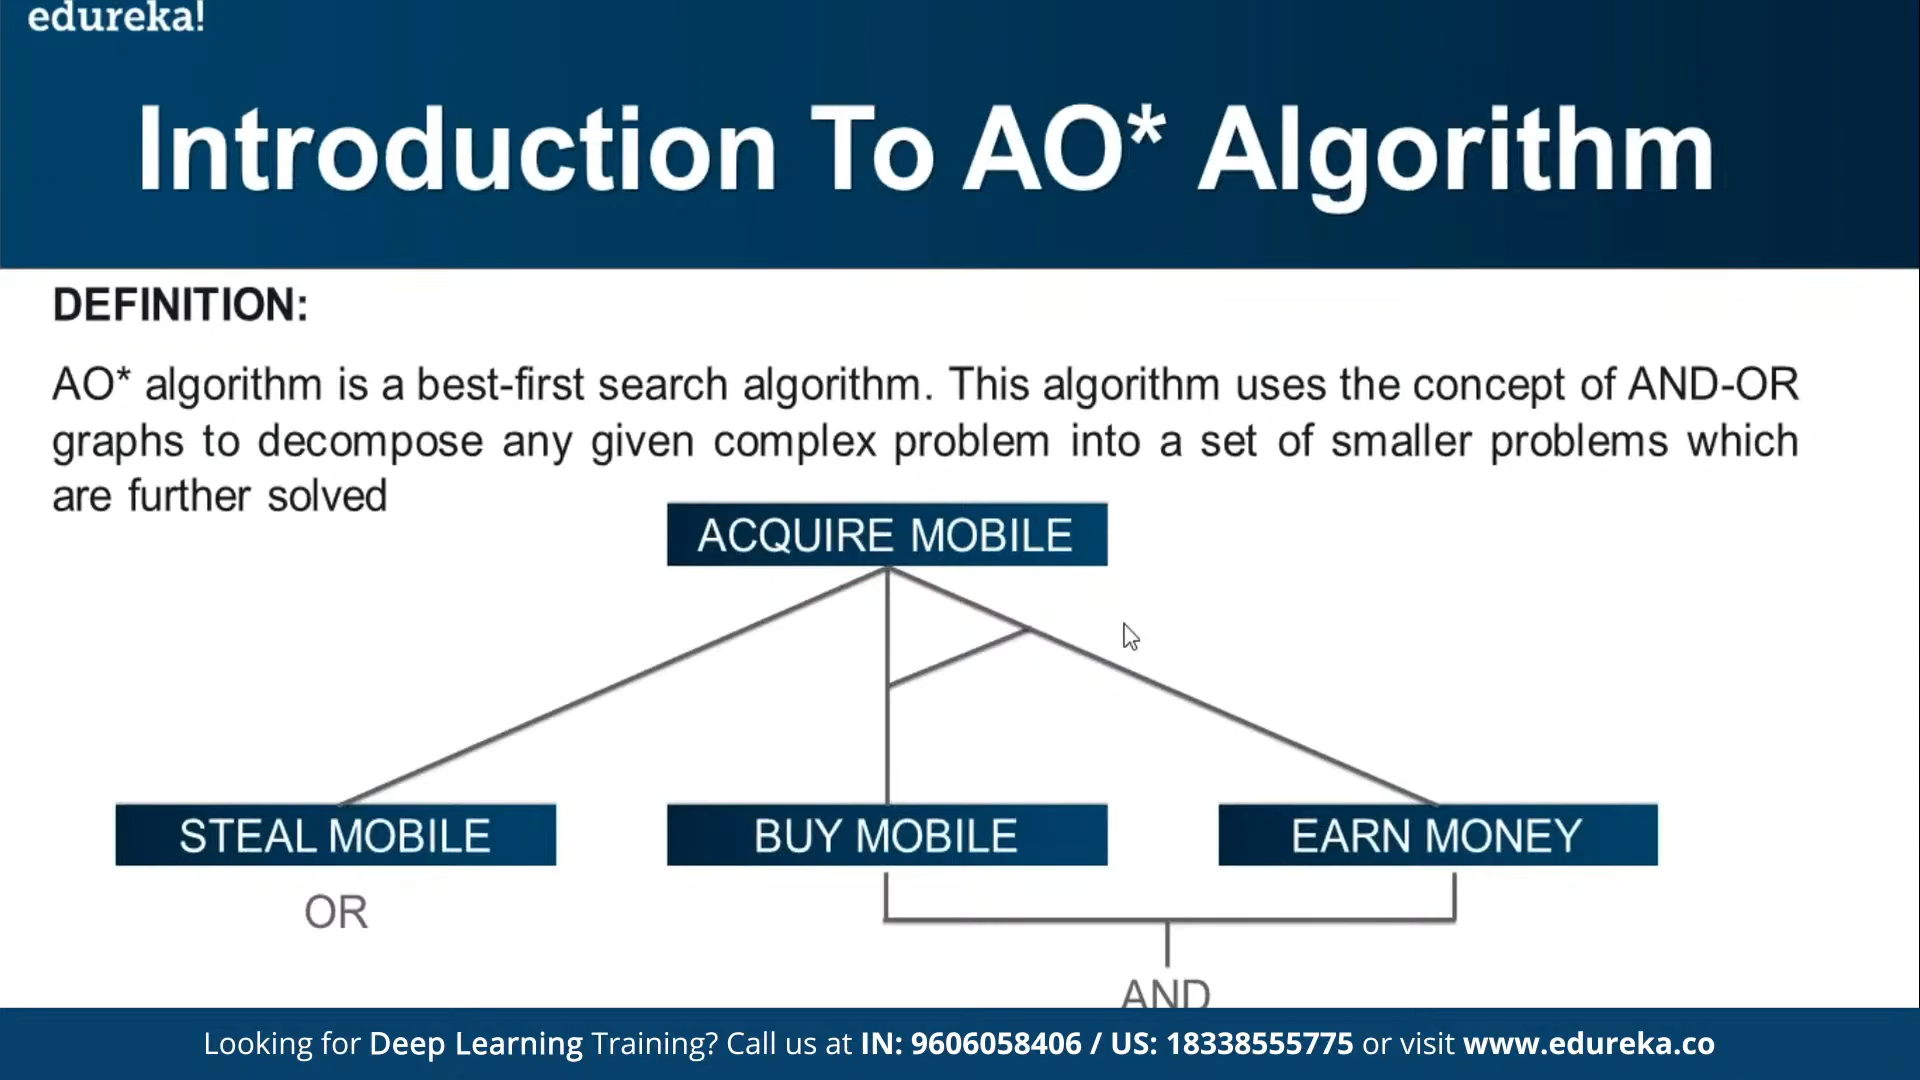 edureka!
Introduction To AO* Algorithm
DEFINITION:
AO* algorithm is a best-first search algorithm. This algorithm uses the concept of AND-OR
graphs to decompose any given complex problem into a set of smaller problems which
are further solved
ACQUIRE MOBILE
STEAL MOBILE
BUY MOBILE
EARN MONEY
OR
AND
Looking for Deep Learning Training? Call us at IN: 9606058406 / US: 18338555775 or visit www.edureka.co